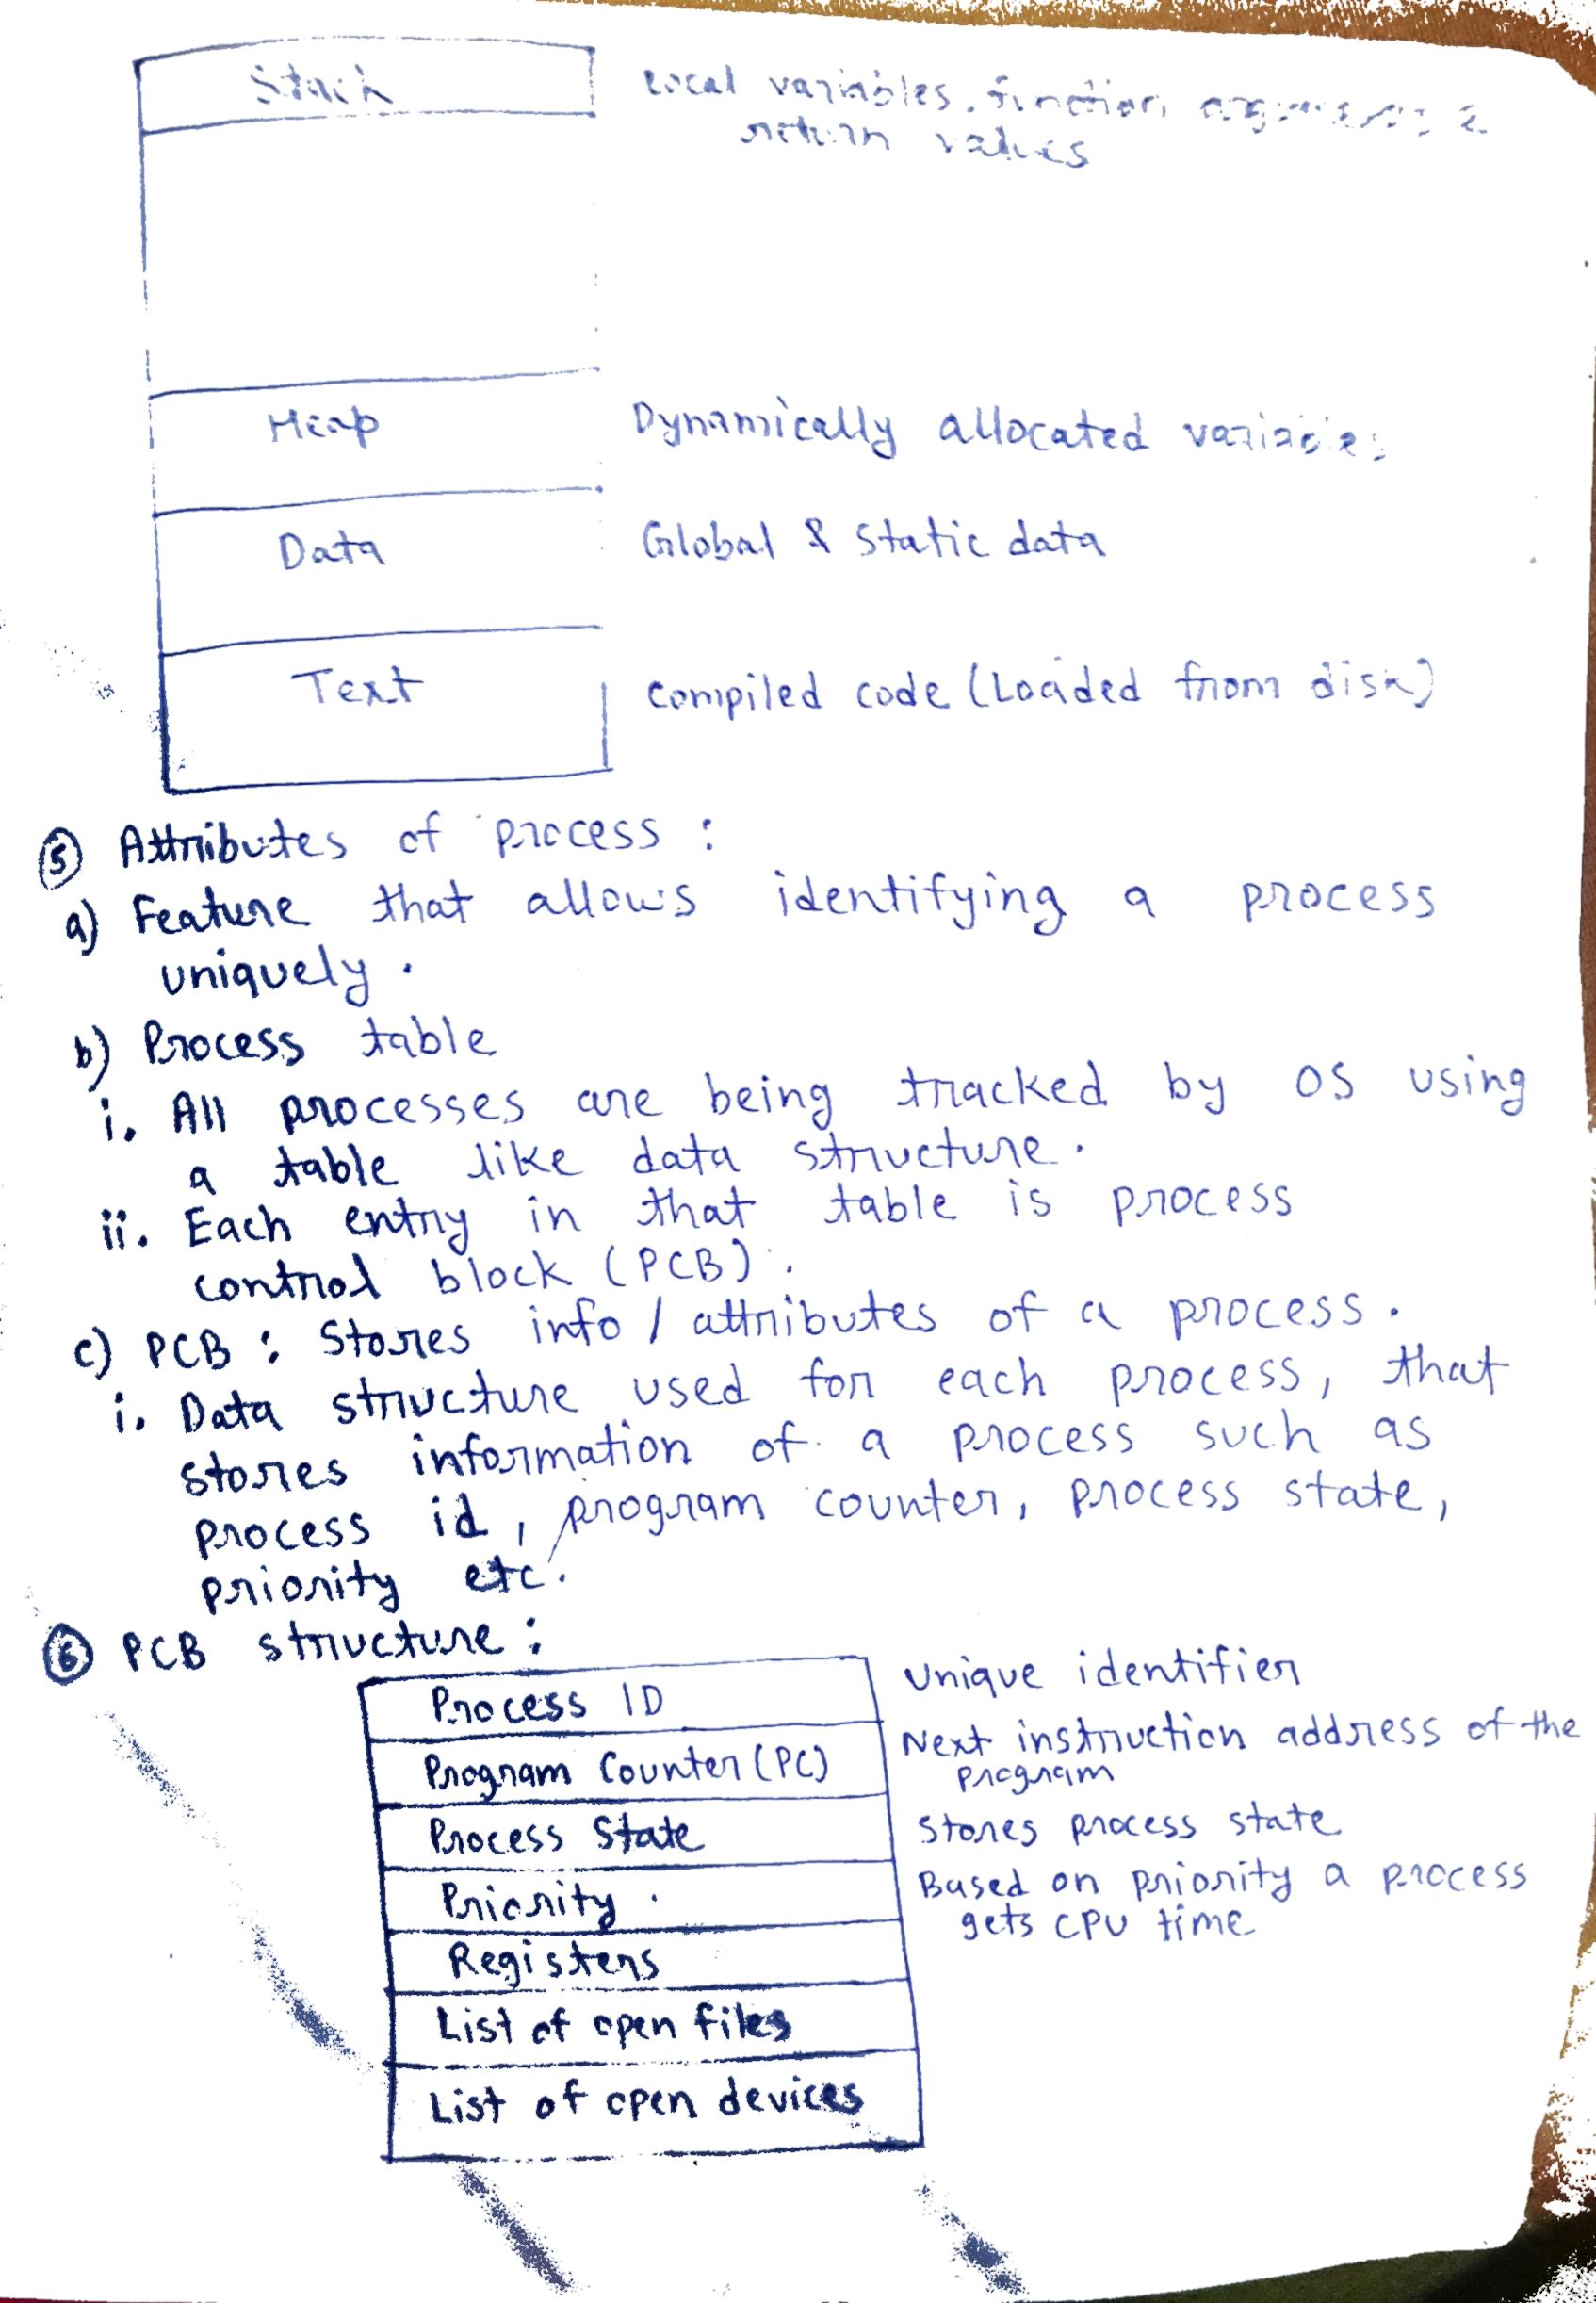 Stack
Local variables, function arguments &
return values
Heap
Dynamically allocated variables
Data
Global & Static data
Text
Compiled code (Loaded from disk)
⑤ Attributes of process :
a) Feature that allows identifying a process
uniquely.
b) Process table
i. All processes are being tracked by OS using
a table like data structure.
ii. Each entry in that table is process
control block (PCB).
c) PCB : Stores info / attributes of a process.
i. Data structure used for each process, that
stores information of a process such as
process id, program counter, process state,
priority etc.
⑥ PCB structure :
Process ID
Unique identifier
Program Counter (PC)
Next instruction address of the
program
Process State
Stores process state
Priority
Based on priority a process
gets CPU time
Registers
List of open files
List of open devices